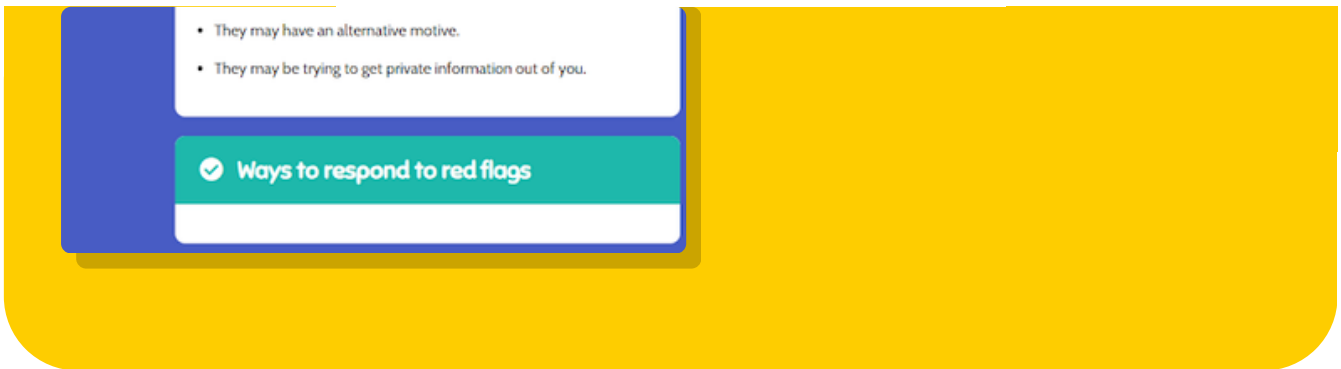 • They may have an alternative motive.
• They may be trying to get private information out of you.
Ways to respond to red flags